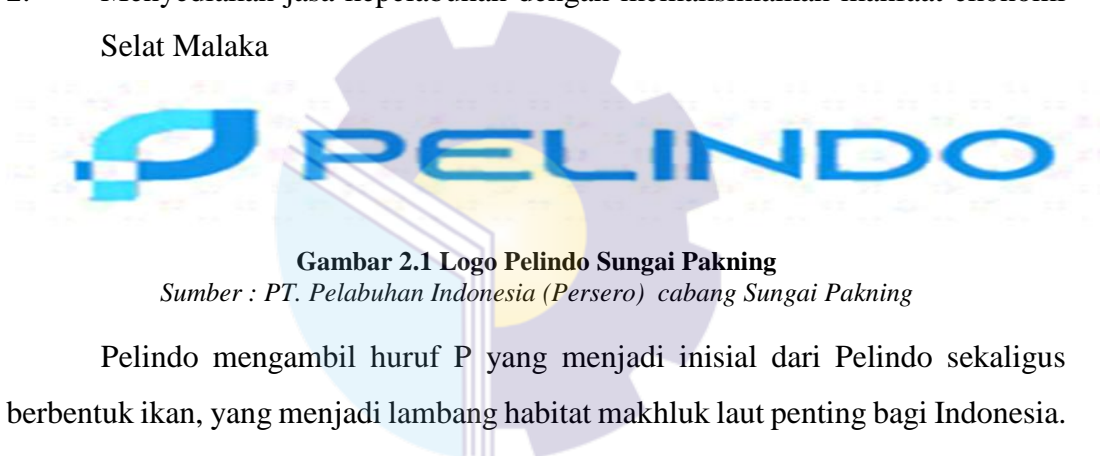 Selat Malaka
PELINDO
Gambar 2.1 Logo Pelindo Sungai Pakning
Sumber : PT. Pelabuhan Indonesia (Persero) cabang Sungai Pakning
Pelindo mengambil huruf P yang menjadi inisial dari Pelindo sekaligus
berbentuk ikan, yang menjadi lambang habitat makhluk laut penting bagi Indonesia.